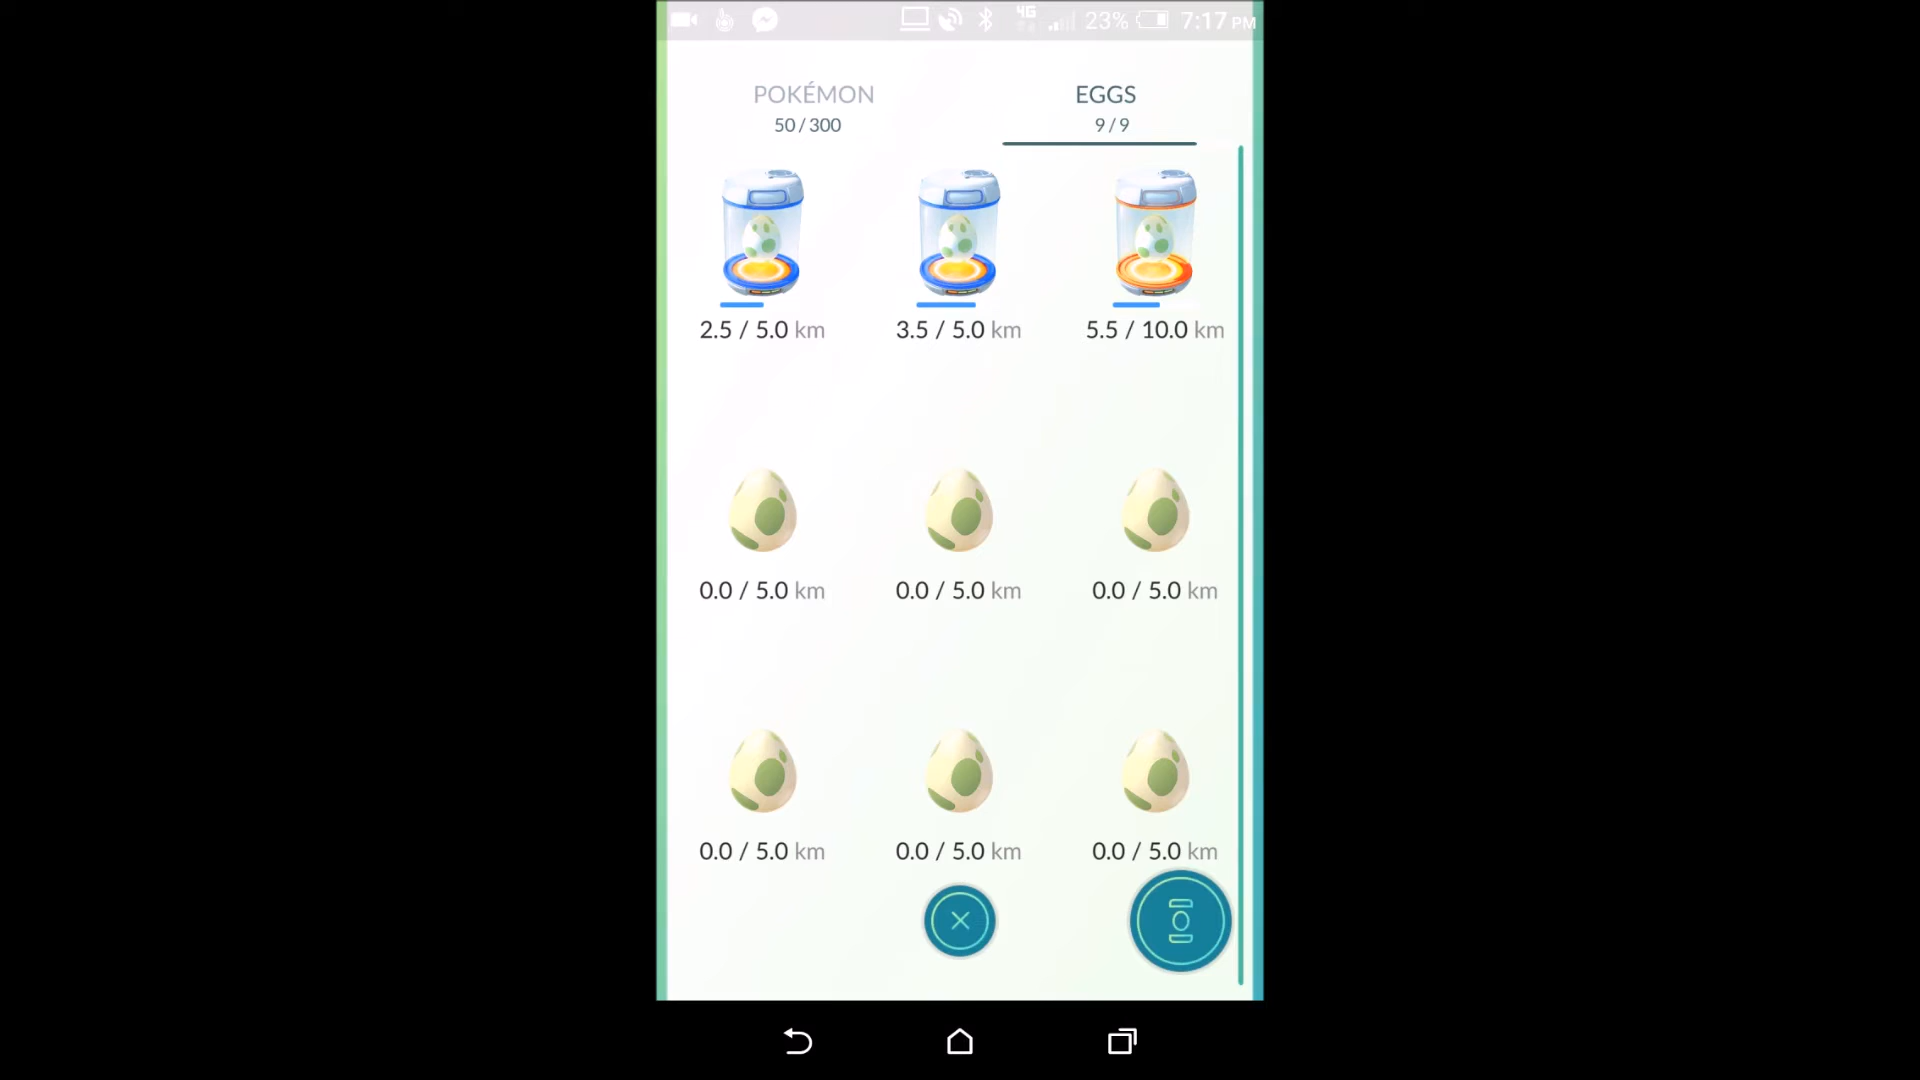 4G 23% 7:17 PM
POKÉMON EGGS
50 / 300 9 / 9
2.5 / 5.0 km 3.5 / 5.0 km 5.5 / 10.0 km
0.0 / 5.0 km 0.0 / 5.0 km 0.0 / 5.0 km
0.0 / 5.0 km 0.0 / 5.0 km 0.0 / 5.0 km